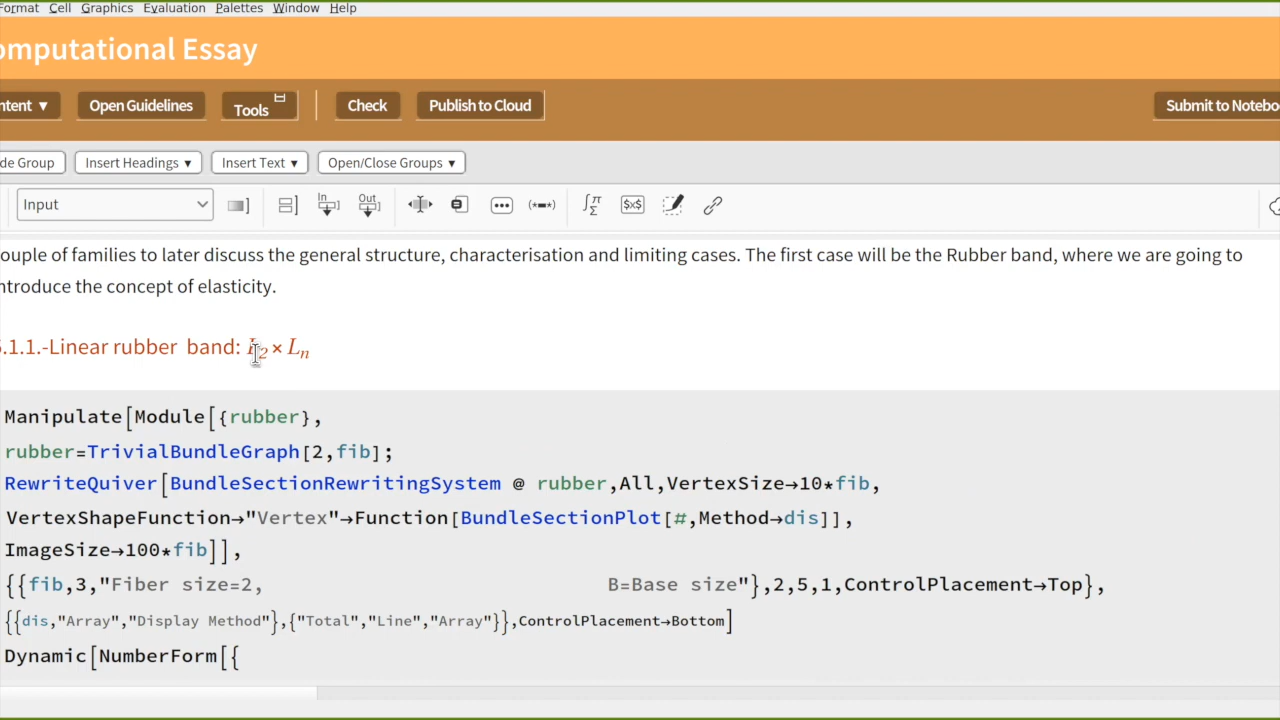 Format Cell Graphics Evaluation Palettes Window Help
omputational Essay
ntent ▼ Open Guidelines Tools Check Publish to Cloud Submit to Notebo
de Group Insert Headings ▼ Insert Text ▼ Open/Close Groups ▼
Input In Out $x$
ouple of families to later discuss the general structure, characterisation and limiting cases. The first case will be the Rubber band, where we are going to
ntroduce the concept of elasticity.
.1.1.-Linear rubber band: × Lₙ
Manipulate[Module[{rubber},
rubber=TrivialBundleGraph[2,fib];
RewriteQuiver[BundleSectionRewritingSystem @ rubber,All,VertexSize→10*fib,
VertexShapeFunction→"Vertex"→Function[BundleSectionPlot[#,Method→dis]],
ImageSize→100*fib]],
{{fib,3,"Fiber size=2, B=Base size"},2,5,1,ControlPlacement→Top},
{{dis,"Array","Display Method"},{"Total","Line","Array"}},ControlPlacement→Bottom]
Dynamic[NumberForm[{